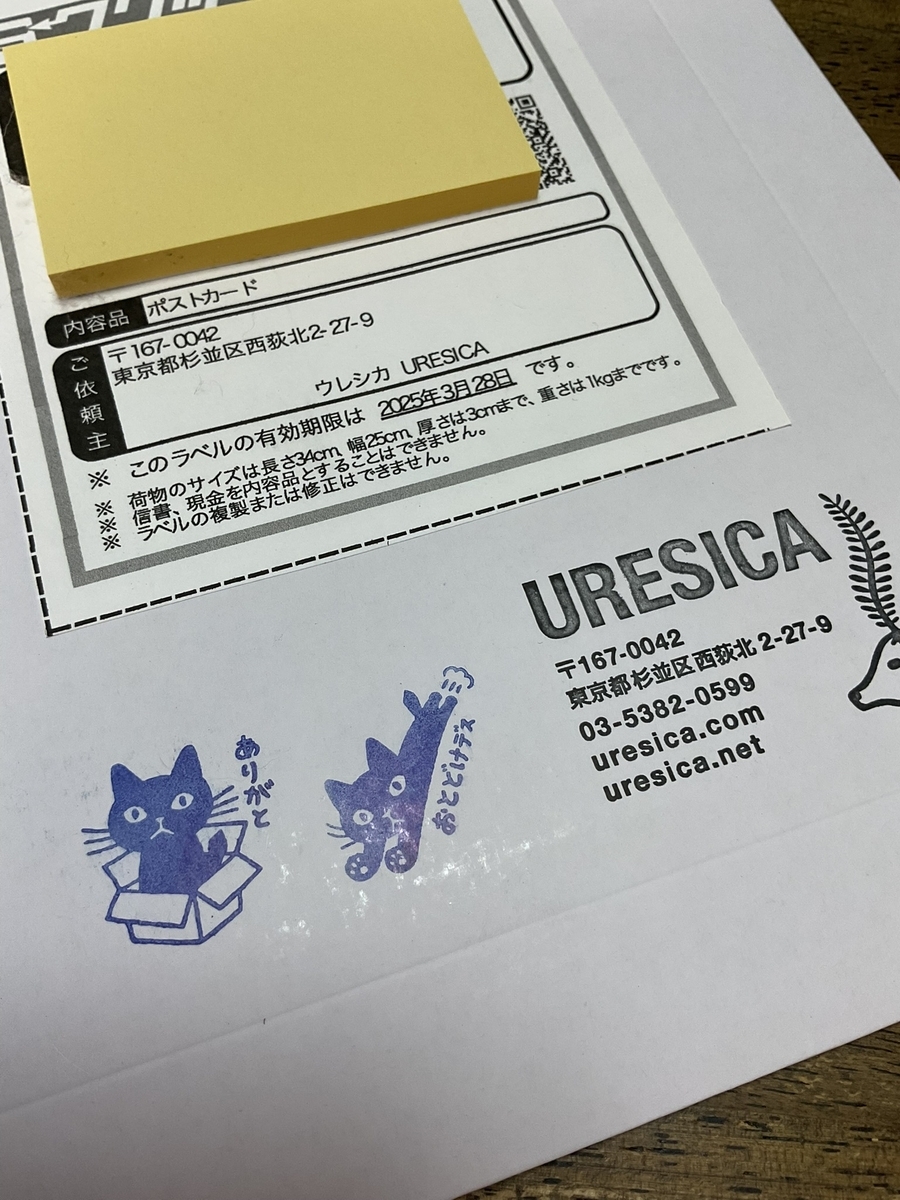 内容品
ポストカード
ご依頼主
〒167-0042
東京都杉並区西荻北2-27-9
ウレシカ URESICA
※ このラベルの有効期限は 2025年3月28日 です。
※ 荷物のサイズは長さ34cm, 幅25cm, 厚さは3cmまで、重さは1kgまでです。
※ 信書、現金を内容品とすることはできません。
※ ラベルの複製または修正はできません。
URESICA
〒167-0042
東京都杉並区西荻北 2-27-9
03-5382-0599
uresica.com
uresica.net
ありがと
おとどけデス